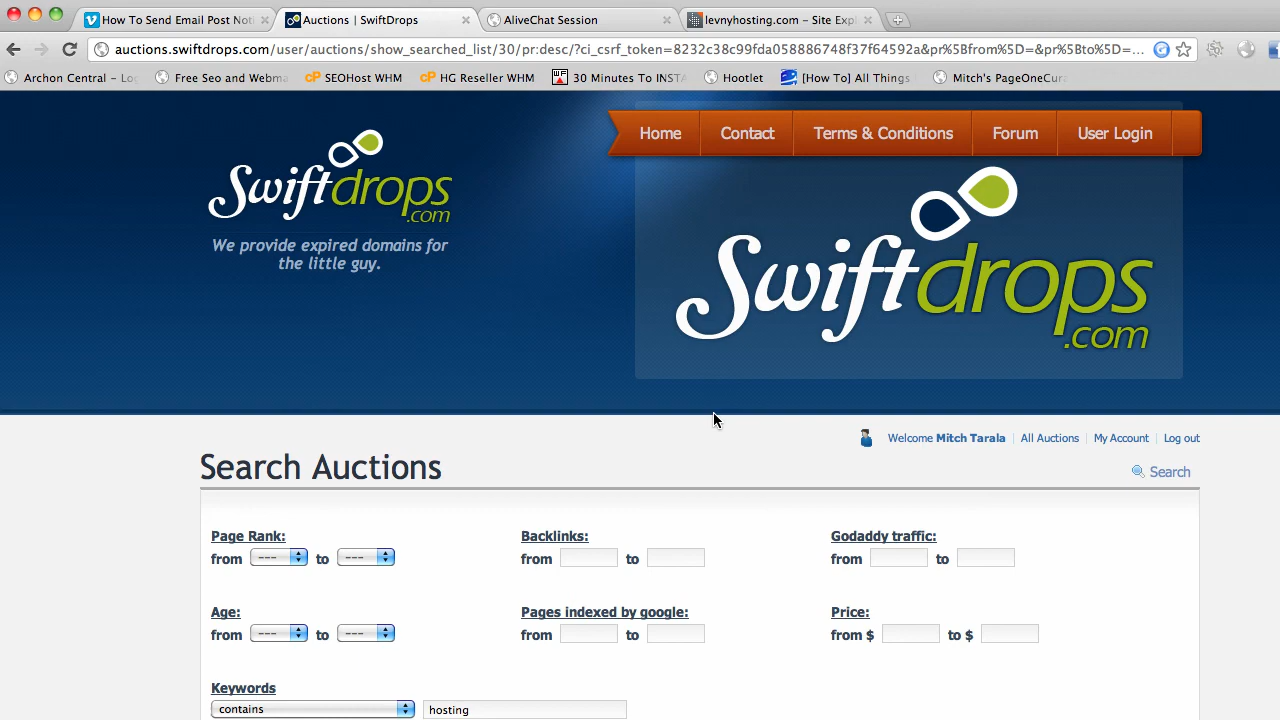 How To Send Email Post Not
Auctions | SwiftDrops
AliveChat Session
levnyhosting.com – Site Exp
auctions.swiftdrops.com/user/auctions/show_searched_list/30/pr:desc/?ci_csrf_token=8232c38c99fda058886748f37f64592a&pr%5Bfrom%5D=&pr%5Bto%5D=...
Archon Central – Lo
Free Seo and Webm
cP SEOHost WHM
cP HG Reseller WHM
WF 30 Minutes To INSTA
Hootlet
[How To] All Things
Mitch's PageOneCur
Home
Contact
Terms & Conditions
Forum
User Login
Swiftdrops
.com
We provide expired domains for
the little guy.
Swiftdrops
.com
Welcome Mitch Tarala | All Auctions | My Account | Log out
Search Auctions
Search
Page Rank:
from --- to ---
Backlinks:
from to
Godaddy traffic:
from to
Age:
from --- to ---
Pages indexed by google:
from to
Price:
from $ to $
Keywords
contains
hosting